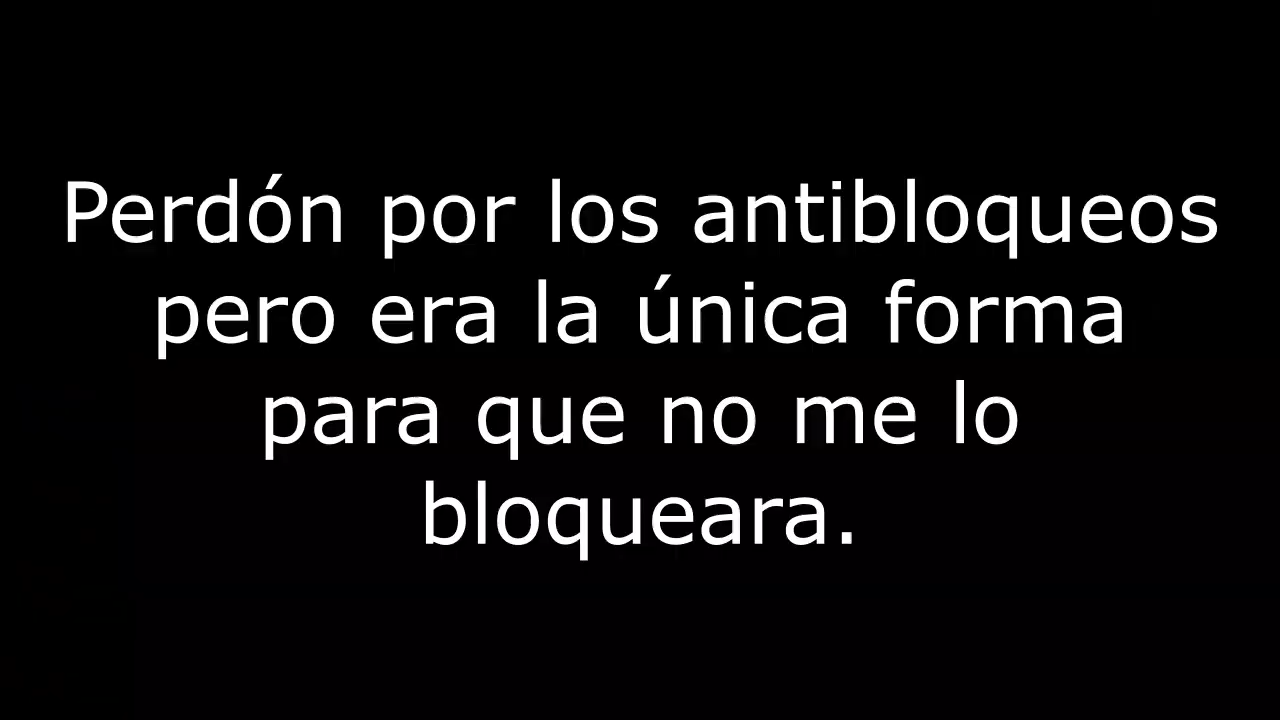 Perdón por los antibloqueos
pero era la única forma
para que no me lo
bloqueara.